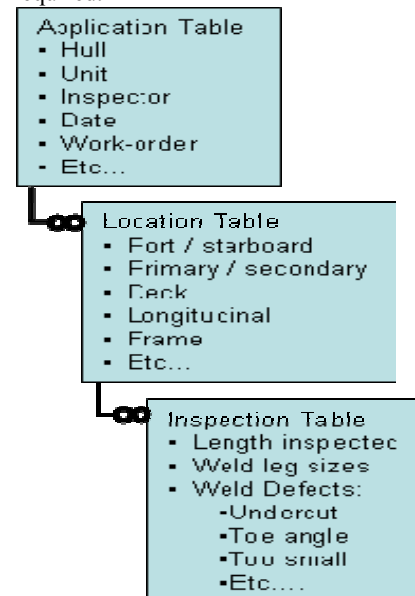 Application Table
▪ Hull
▪ Unit
▪ Inspector
▪ Date
▪ Work-order
▪ Etc...
Location Table
▪ Port / starboard
▪ Primary / secondary
▪ Deck
▪ Longitudinal
▪ Frame
▪ Etc...
Inspection Table
▪ Length inspected
▪ Weld leg sizes
▪ Weld Defects:
▪Undercut
▪Toe angle
▪Too small
▪Etc....